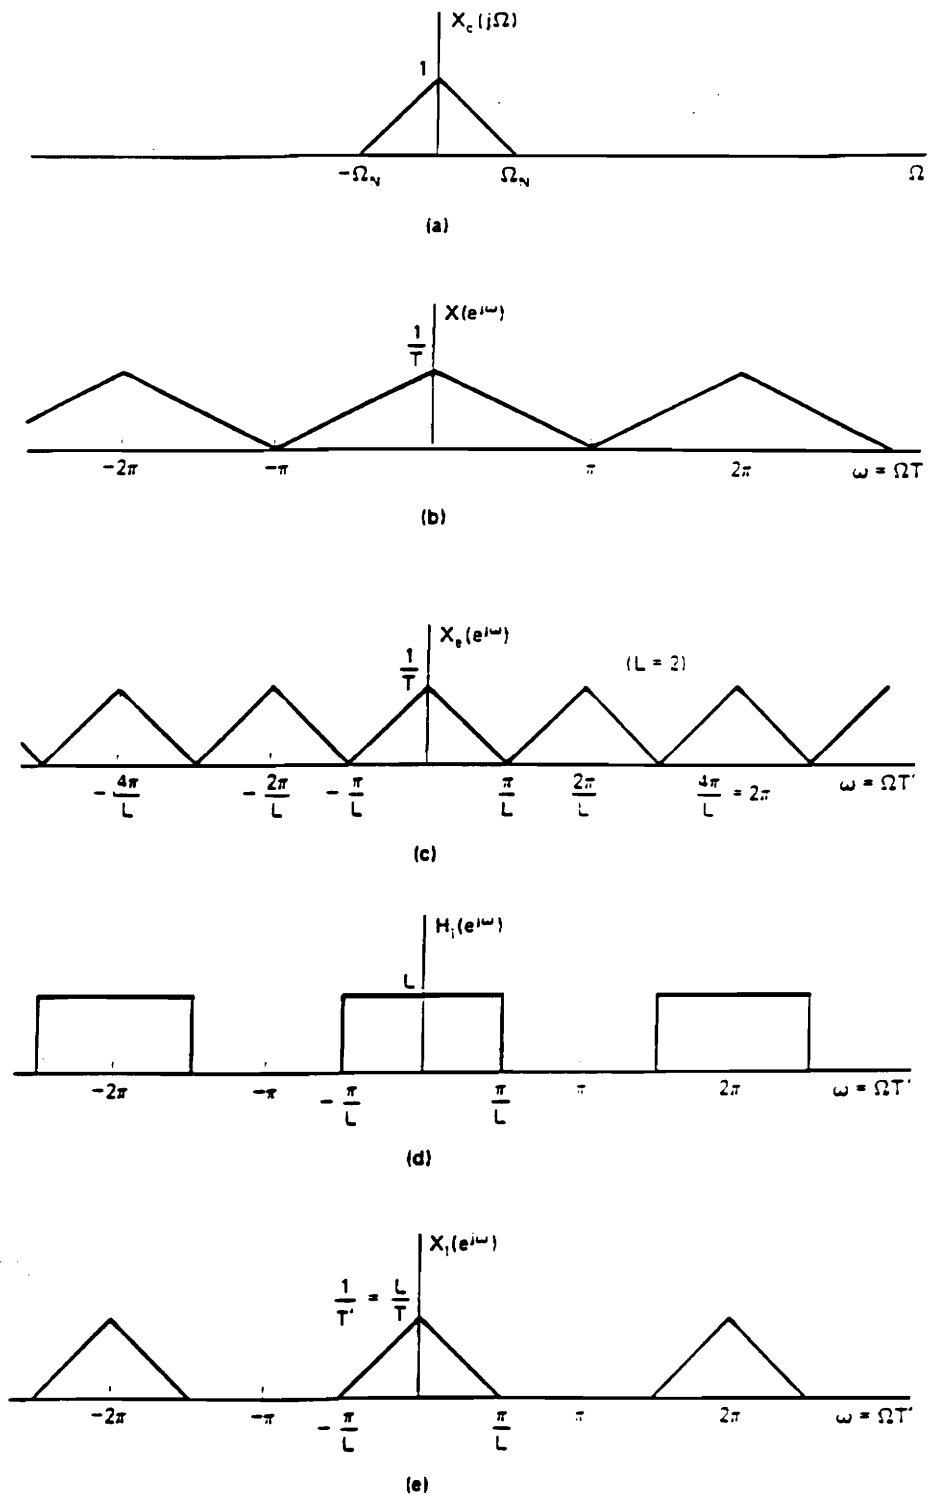 X_c(jΩ)
1
-Ω_N Ω_N Ω
(a)
X(e^{jω})
1/T
-2π -π π 2π ω = ΩT
(b)
X_e(e^{jω})
1/T (L = 2)
-4π/L -2π/L -π/L π/L 2π/L 4π/L = 2π ω = ΩT'
(c)
H_i(e^{jω})
L
-2π -π -π/L π/L π 2π ω = ΩT'
(d)
X_i(e^{jω})
1/T' = L/T
-2π -π -π/L π/L π 2π ω = ΩT'
(e)